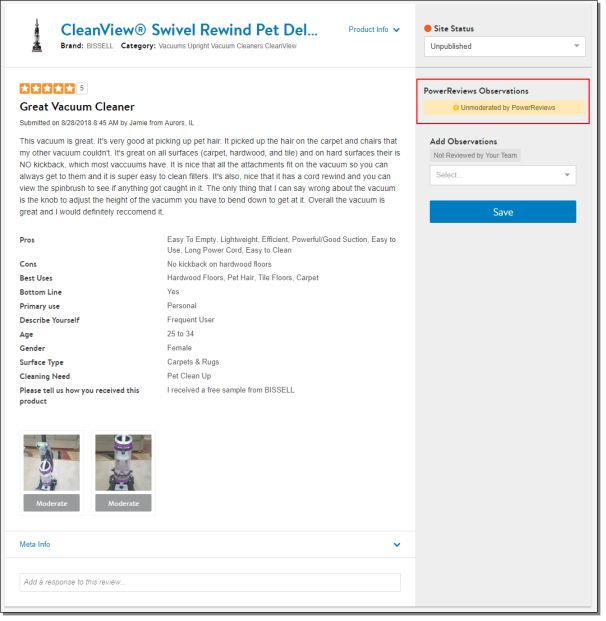 CleanView® Swivel Rewind Pet Del...
Product Info
Brand: BISSELL Category: Vacuums Upright Vacuum Cleaners CleanView
Site Status
Unpublished
5
Great Vacuum Cleaner
Submitted on 8/28/2018 8:45 AM by Jamie from Aurors, IL
This vacuum is great. It's very good at picking up pet hair. It picked up the hair on the carpet and chairs that
my other vacuum couldn't. It's great on all surfaces (carpet, hardwood, and tile) and on hard surfaces their is
NO kickback, which most vaccuums have. It is nice that all the attachments fit on the vacuum so you can
always get to them and it is super easy to clean filters. It's also, nice that it has a cord rewind and you can
view the spinbrush to see if anything got caught in it. The only thing that I can say wrong about the vacuum
is the knob to adjust the height of the vacumm you have to bend down to get at it. Overall the vacuum is
great and I would definitely reccomend it.
PowerReviews Observations
Unmoderated by PowerReviews
Add Observations
Not Reviewed by Your Team
Select...
Save
Pros Easy To Empty, Lightweight, Efficient, Powerful/Good Suction, Easy to
Use, Long Power Cord, Easy to Clean
Cons No kickback on hardwood floors
Best Uses Hardwood Floors, Pet Hair, Tile Floors, Carpet
Bottom Line Yes
Primary use Personal
Describe Yourself Frequent User
Age 25 to 34
Gender Female
Surface Type Carpets & Rugs
Cleaning Need Pet Clean Up
Please tell us how you received this I received a free sample from BISSELL
product
Moderate Moderate
Meta Info
Add a response to this review...